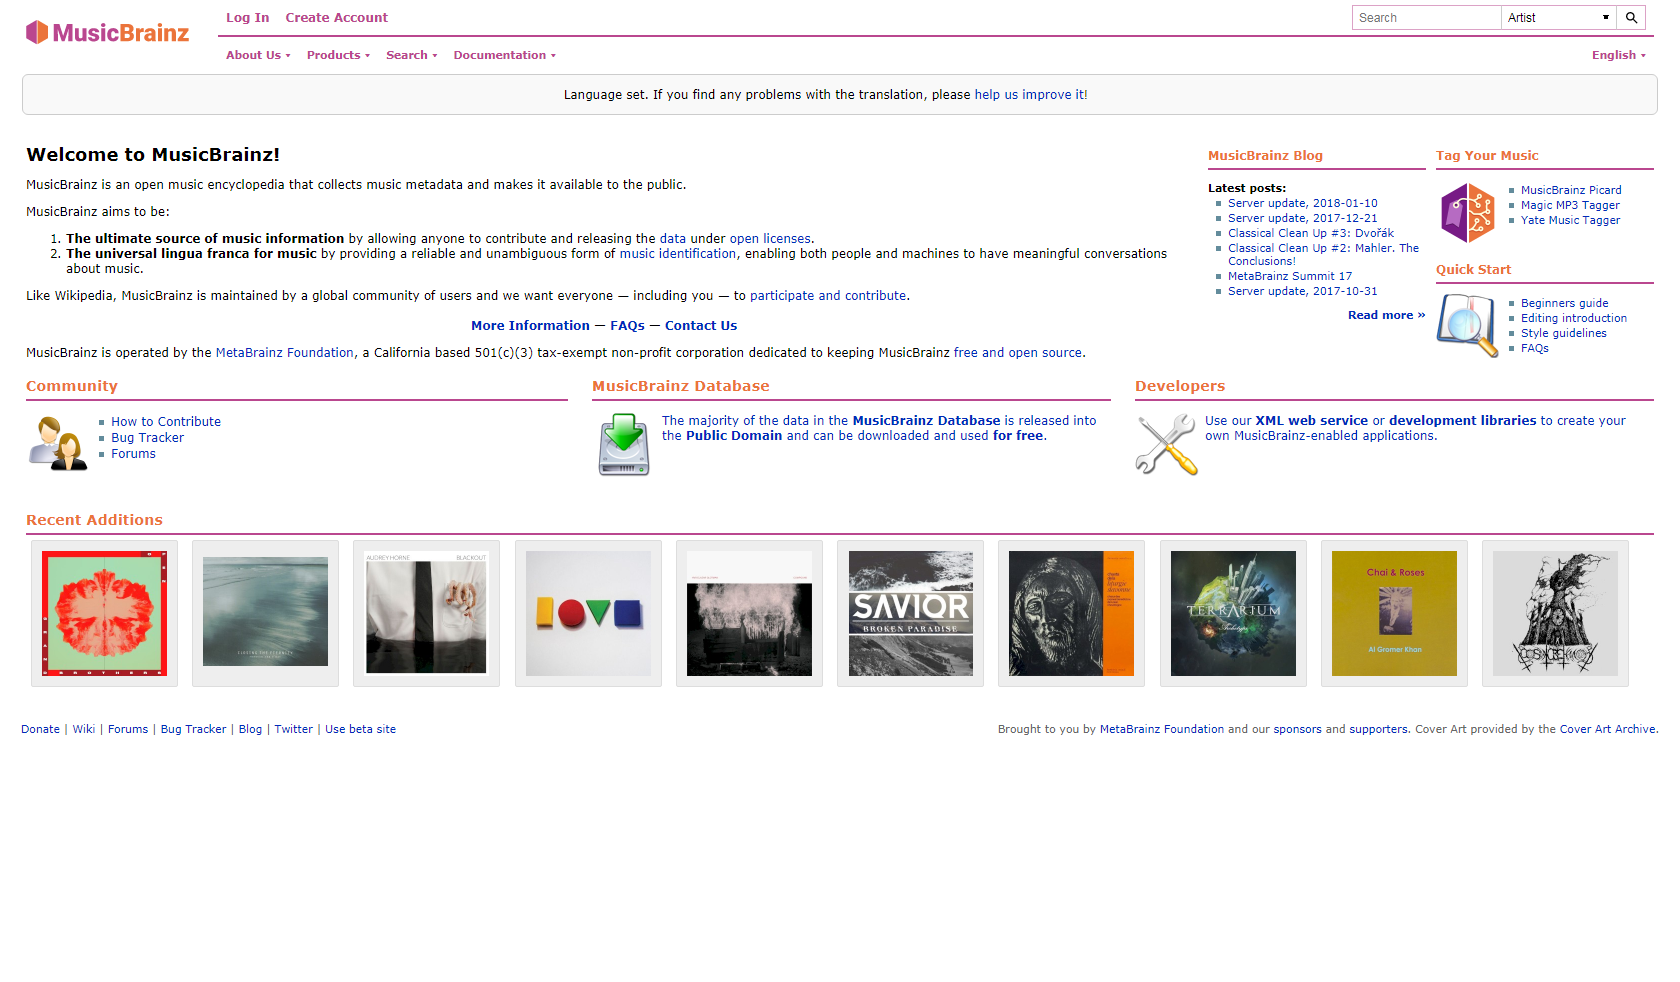 MusicBrainz
Log In Create Account
Search Artist
About Us Products Search Documentation
English
Language set. If you find any problems with the translation, please help us improve it!
Welcome to MusicBrainz!
MusicBrainz is an open music encyclopedia that collects music metadata and makes it available to the public.
MusicBrainz aims to be:
1. The ultimate source of music information by allowing anyone to contribute and releasing the data under open licenses.
2. The universal lingua franca for music by providing a reliable and unambiguous form of music identification, enabling both people and machines to have meaningful conversations
about music.
Like Wikipedia, MusicBrainz is maintained by a global community of users and we want everyone — including you — to participate and contribute.
More Information — FAQs — Contact Us
MusicBrainz is operated by the MetaBrainz Foundation, a California based 501(c)(3) tax-exempt non-profit corporation dedicated to keeping MusicBrainz free and open source.
MusicBrainz Blog
Latest posts:
Server update, 2018-01-10
Server update, 2017-12-21
Classical Clean Up #3: Dvořák
Classical Clean Up #2: Mahler. The
Conclusions!
MetaBrainz Summit 17
Server update, 2017-10-31
Read more »
Tag Your Music
MusicBrainz Picard
Magic MP3 Tagger
Yate Music Tagger
Quick Start
Beginners guide
Editing introduction
Style guidelines
FAQs
Community
How to Contribute
Bug Tracker
Forums
MusicBrainz Database
The majority of the data in the MusicBrainz Database is released into
the Public Domain and can be downloaded and used for free.
Developers
Use our XML web service or development libraries to create your
own MusicBrainz-enabled applications.
Recent Additions
AUDREY HORNE BLACKOUT
SAVIOR
BROKEN PARADISE
TERRARIUM
Chai & Roses
Al Gromer Khan
Donate | Wiki | Forums | Bug Tracker | Blog | Twitter | Use beta site
Brought to you by MetaBrainz Foundation and our sponsors and supporters. Cover Art provided by the Cover Art Archive.